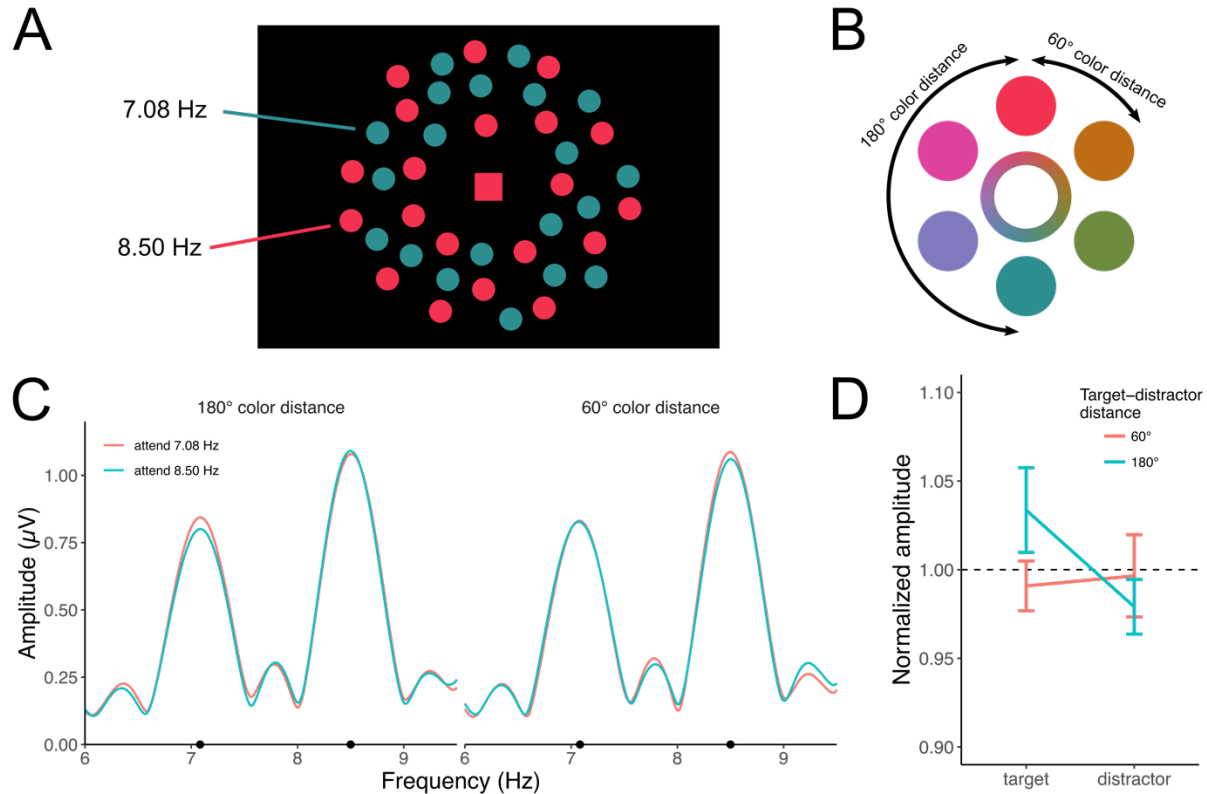 A
7.08 Hz
8.50 Hz
B
180° color distance
60° color distance
C
180° color distance
60° color distance
attend 7.08 Hz
attend 8.50 Hz
Amplitude (µV)
1.00
0.75
0.50
0.25
0.00
6
7
8
9
6
7
8
9
Frequency (Hz)
D
Target−distractor
distance
60°
180°
Normalized amplitude
1.10
1.05
1.00
0.95
0.90
target
distractor